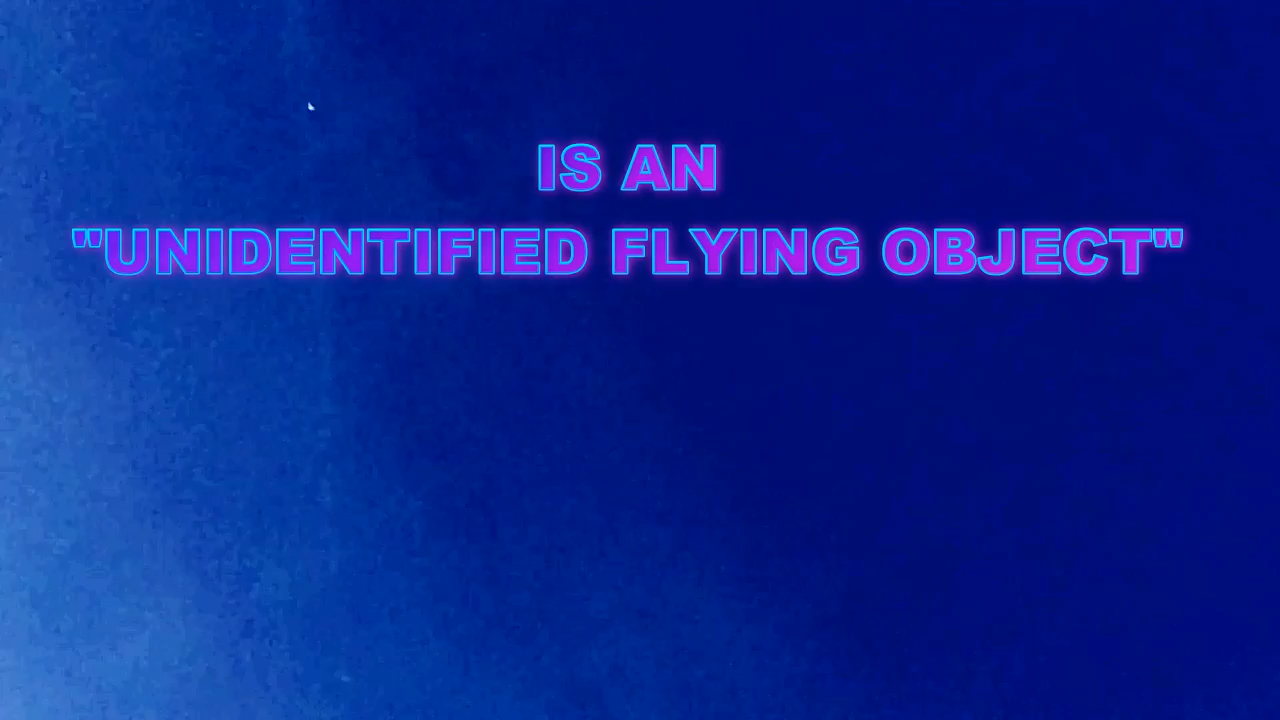 IS AN
"UNIDENTIFIED FLYING OBJECT"